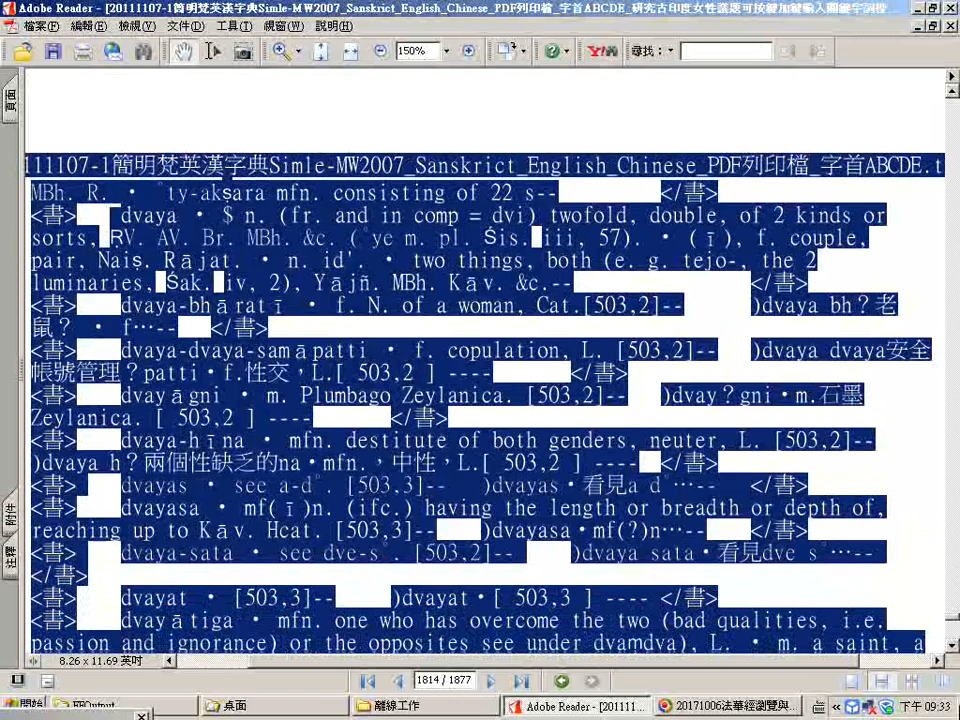 Adobe Reader - [20111107-1簡明梵英漢字典Simle-MW2007_Sanskrict_English_Chinese_PDF列印檔_字首ABCDE_研究古印度女性議題可按鍵加鍵輸入關鍵字詞搜
檔案(F) 編輯(E) 檢視(V) 文件(D) 工具(T) 視窗(W) 說明(H)
150% 尋找:
頁面
111107-1簡明梵英漢字典Simle-MW2007_Sanskrict_English_Chinese_PDF列印檔_字首ABCDE.t
MBh. R. ‧ °ty-akṣara mfn. consisting of 22 s-- </書>
<書> dvaya ‧ $ n. (fr. and in comp = dvi) twofold, double, of 2 kinds or
sorts, RV. AV. Br. MBh. &c. (°ye m. pl. Śis. iii, 57). ‧ (ī), f. couple,
pair, Naiṣ. Rājat. ‧ n. id'. ‧ two things, both (e. g. tejo-, the 2
luminaries, Śak. iv, 2), Yājñ. MBh. Kāv. &c.-- </書>
<書> dvaya-bhāratī ‧ f. N. of a woman, Cat.[503,2]-- )dvaya bh?老
鼠? ‧ f…-- </書>
<書> dvaya-dvaya-samāpatti ‧ f. copulation, L. [503,2]-- )dvaya dvaya安全
帳號管理?patti‧f.性交,L.[ 503,2 ] ---- </書>
<書> dvayāgni ‧ m. Plumbago Zeylanica. [503,2]-- )dvay?gni‧m.石墨
Zeylanica. [ 503,2 ] ---- </書>
<書> dvaya-hīna ‧ mfn. destitute of both genders, neuter, L. [503,2]--
)dvaya h?兩個性缺乏的na‧mfn.,中性,L.[ 503,2 ] ---- </書>
<書> dvayas ‧ see a-d°. [503,3]-- )dvayas‧看見a d°…-- </書>
<書> dvayasa ‧ mf(ī)n. (ifc.) having the length or breadth or depth of,
reaching up to Kāv. Hcat. [503,3]-- )dvayasa‧mf(?)n…-- </書>
<書> dvaya-sata ‧ see dve-s°. [503,2]-- )dvaya sata‧看見dve s°…--
</書>
<書> dvayat ‧ [503,3]-- )dvayat‧[ 503,3 ] ---- </書>
<書> dvayātiga ‧ mfn. one who has overcome the two (bad qualities, i.e.
passion and ignorance) or the opposites see under dvaṃdva), L. ‧ m. a saint, a
附件
注釋
8.26 x 11.69 英吋
1814 / 1877
開始 桌面 離線工作 Adobe Reader - [201111... 20171006法華經瀏覽與... 下午 09:33